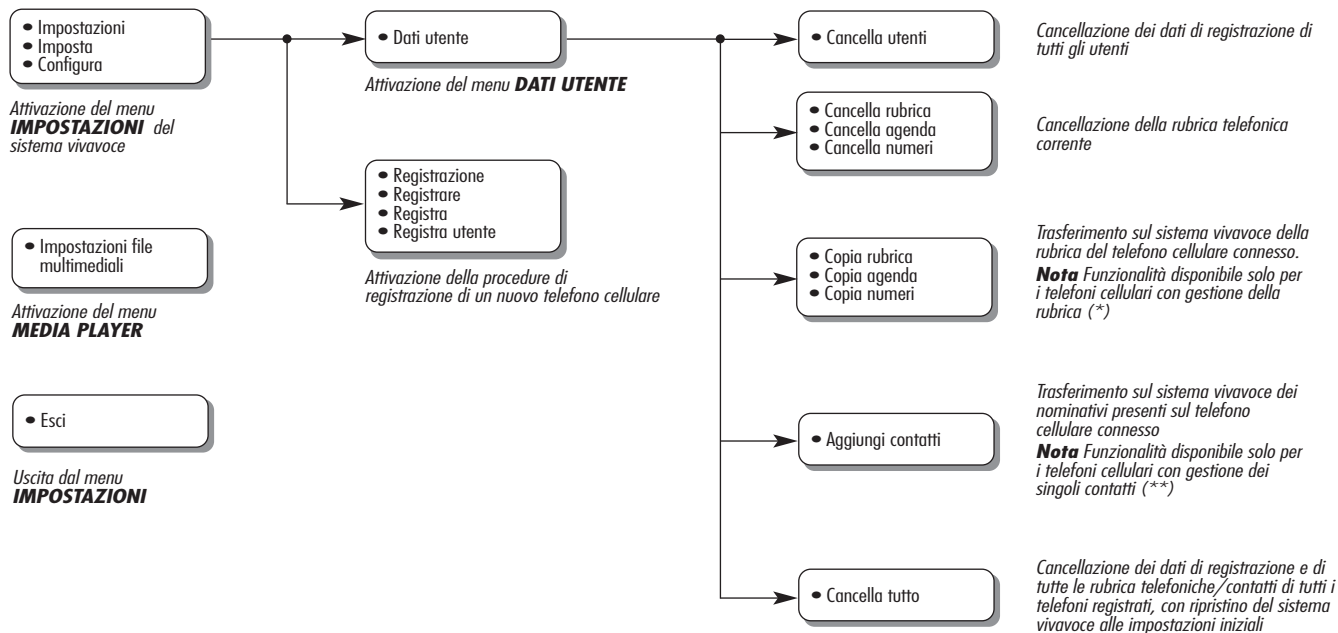 • Impostazioni
• Imposta
• Configura
Attivazione del menu
IMPOSTAZIONI del
sistema vivavoce
• Impostazioni file
multimediali
Attivazione del menu
MEDIA PLAYER
• Esci
Uscita dal menu
IMPOSTAZIONI
• Dati utente
Attivazione del menu DATI UTENTE
• Registrazione
• Registrare
• Registra
• Registra utente
Attivazione della procedure di
registrazione di un nuovo telefono cellulare
• Cancella utenti
Cancellazione dei dati di registrazione di
tutti gli utenti
• Cancella rubrica
• Cancella agenda
• Cancella numeri
Cancellazione della rubrica telefonica
corrente
• Copia rubrica
• Copia agenda
• Copia numeri
Trasferimento sul sistema vivavoce della
rubrica del telefono cellulare connesso.
Nota Funzionalità disponibile solo per
i telefoni cellulari con gestione della
rubrica (*)
• Aggiungi contatti
Trasferimento sul sistema vivavoce dei
nominativi presenti sul telefono
cellulare connesso
Nota Funzionalità disponibile solo per
i telefoni cellulari con gestione dei
singoli contatti (**)
• Cancella tutto
Cancellazione dei dati di registrazione e di
tutte le rubrica telefoniche/contatti di tutti i
telefoni registrati, con ripristino del sistema
vivavoce alle impostazioni iniziali